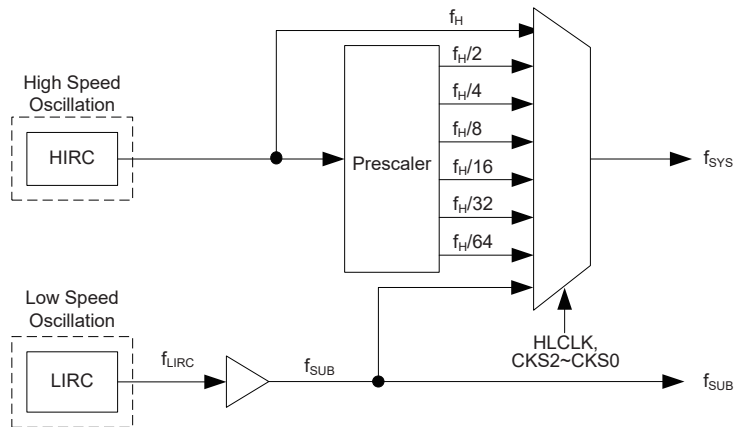 f_H
High Speed
Oscillation
HIRC
Prescaler
f_H/2
f_H/4
f_H/8
f_H/16
f_H/32
f_H/64
f_SYS
Low Speed
Oscillation
LIRC
f_LIRC
f_SUB
HLCLK,
CKS2~CKS0
f_SUB